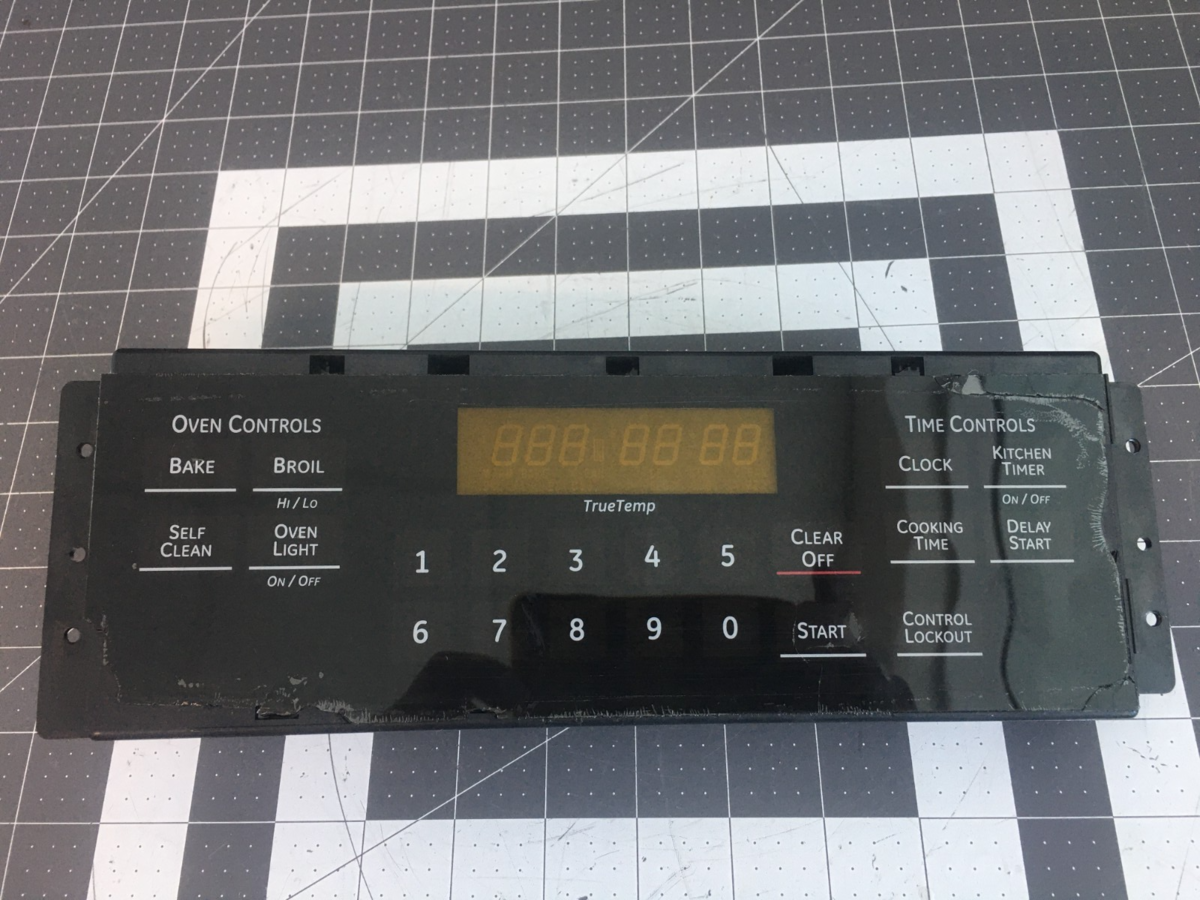 OVEN CONTROLS
BAKE
BROIL
HI / LO
SELF
CLEAN
OVEN
LIGHT
ON / OFF
888:88 88
TrueTemp
1 2 3 4 5
6 7 8 9 0
CLEAR
OFF
START
TIME CONTROLS
CLOCK
KITCHEN
TIMER
ON / OFF
COOKING
TIME
DELAY
START
CONTROL
LOCKOUT